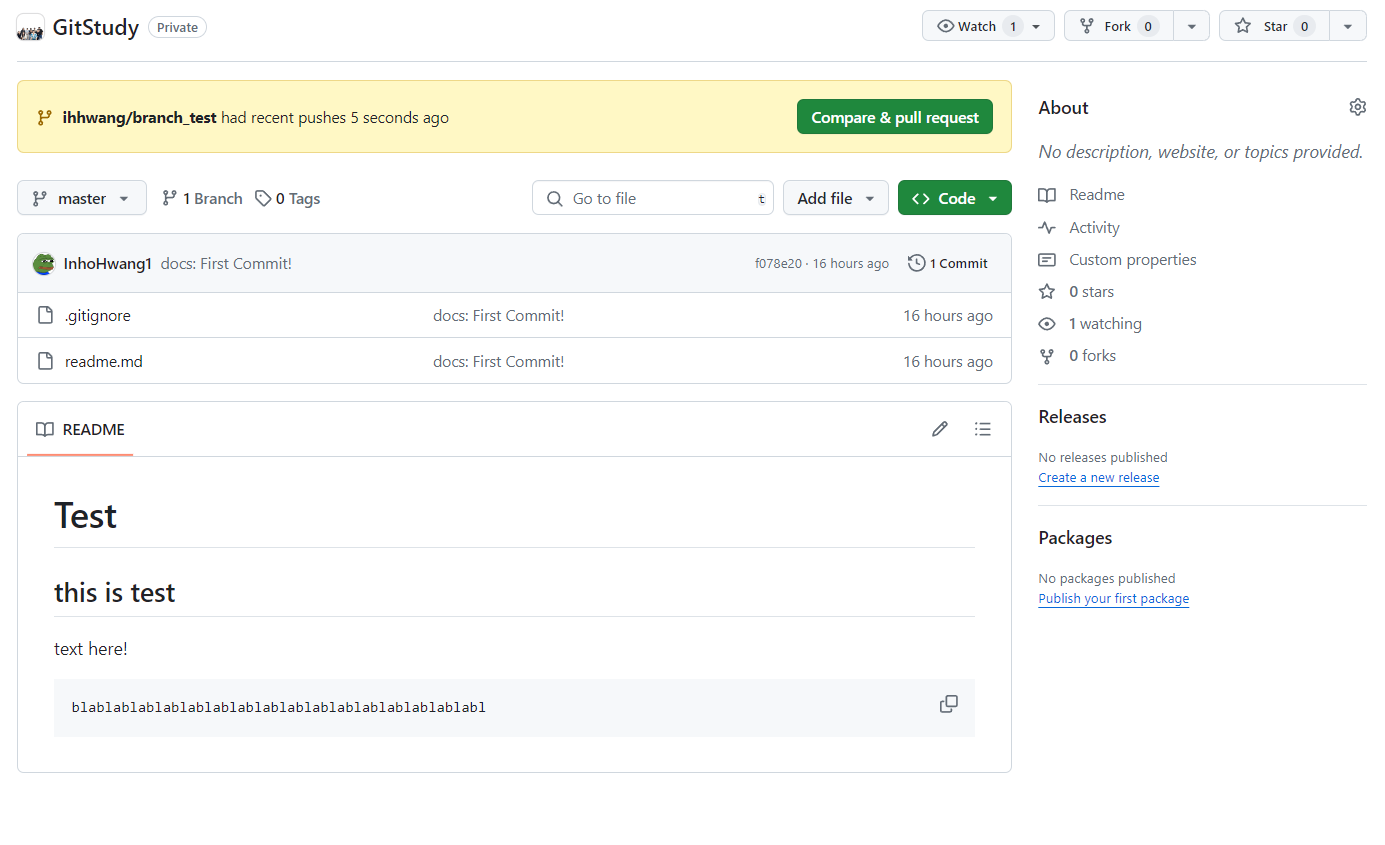 GitStudy Private Watch 1 Fork 0 Star 0
ihhwang/branch_test had recent pushes 5 seconds ago Compare & pull request
master 1 Branch 0 Tags Go to file t Add file Code
InhoHwang1 docs: First Commit! f078e20 · 16 hours ago 1 Commit
.gitignore docs: First Commit! 16 hours ago
readme.md docs: First Commit! 16 hours ago
README
Test
this is test
text here!
blablablablablablablablablablablablablablablabl
About
No description, website, or topics provided.
Readme
Activity
Custom properties
0 stars
1 watching
0 forks
Releases
No releases published
Create a new release
Packages
No packages published
Publish your first package